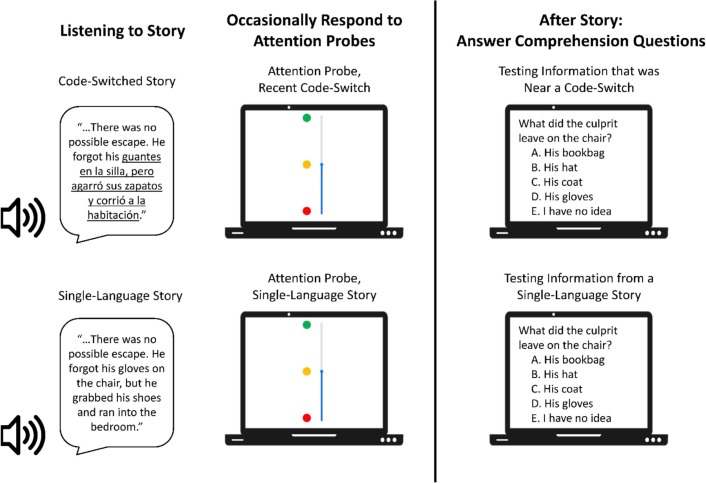 Listening to Story
Occasionally Respond to
Attention Probes
After Story:
Answer Comprehension Questions
Code-Switched Story
Attention Probe,
Recent Code-Switch
Testing Information that was
Near a Code-Switch
“...There was no
possible escape. He
forgot his guantes
en la silla, pero
agarró sus zapatos
y corrió a la
habitación.”
What did the culprit
leave on the chair?
A. His bookbag
B. His hat
C. His coat
D. His gloves
E. I have no idea
Single-Language Story
Attention Probe,
Single-Language Story
Testing Information from a
Single-Language Story
“...There was no
possible escape. He
forgot his gloves on
the chair, but he
grabbed his shoes
and ran into the
bedroom.”
What did the culprit
leave on the chair?
A. His bookbag
B. His hat
C. His coat
D. His gloves
E. I have no idea